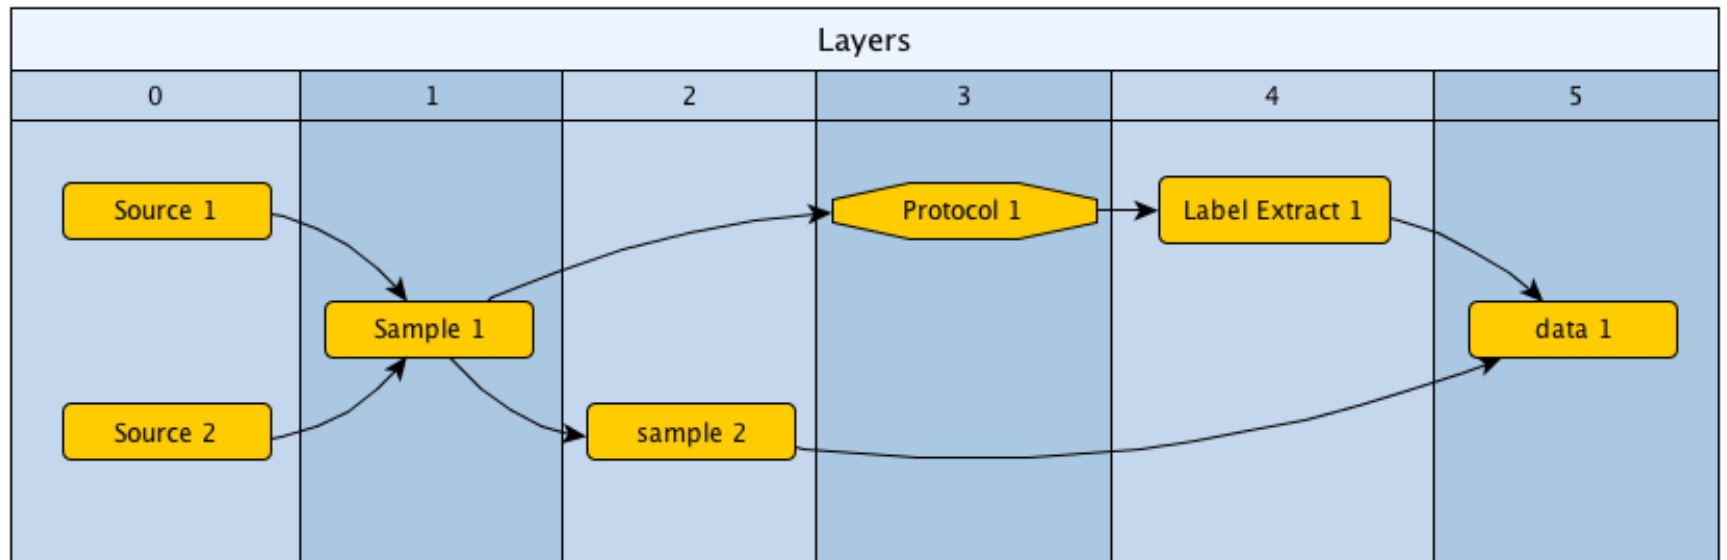 Layers
0 1 2 3 4 5
Source 1 Protocol 1 Label Extract 1
Sample 1 data 1
Source 2 sample 2